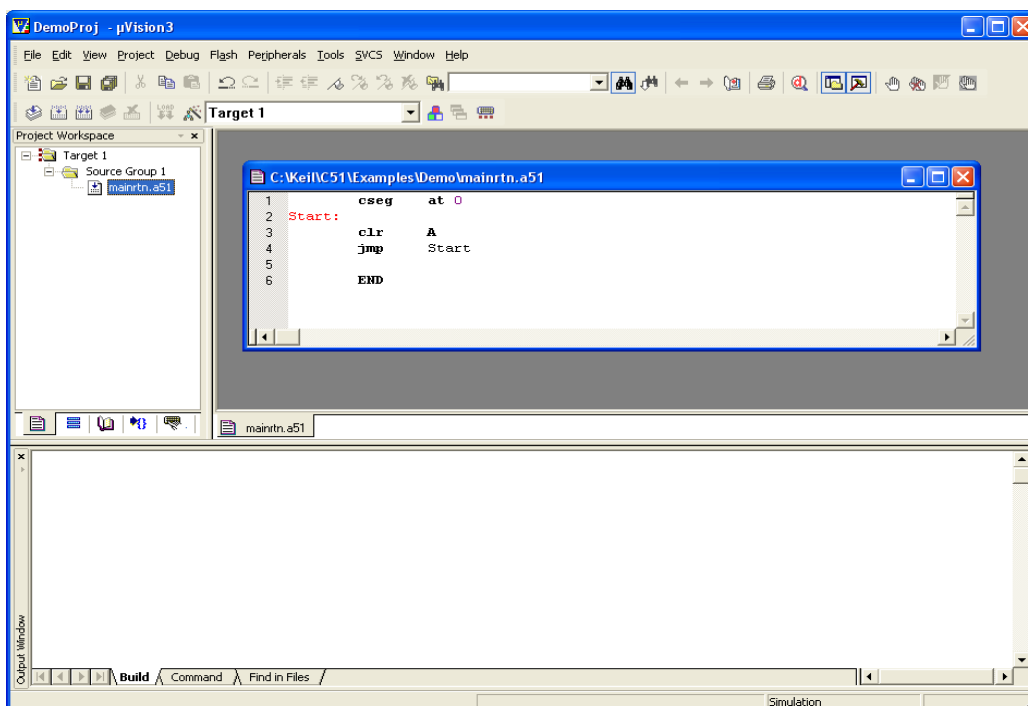 DemoProj - µVision3
File Edit View Project Debug Flash Peripherals Tools SVCS Window Help
LOAD
Target 1
Project Workspace
Target 1
Source Group 1
mainrtn.a51
C:\Keil\C51\Examples\Demo\mainrtn.a51
1 cseg at 0
2 Start:
3 clr A
4 jmp Start
5
6 END
mainrtn.a51
Output Window
Build Command Find in Files
Simulation